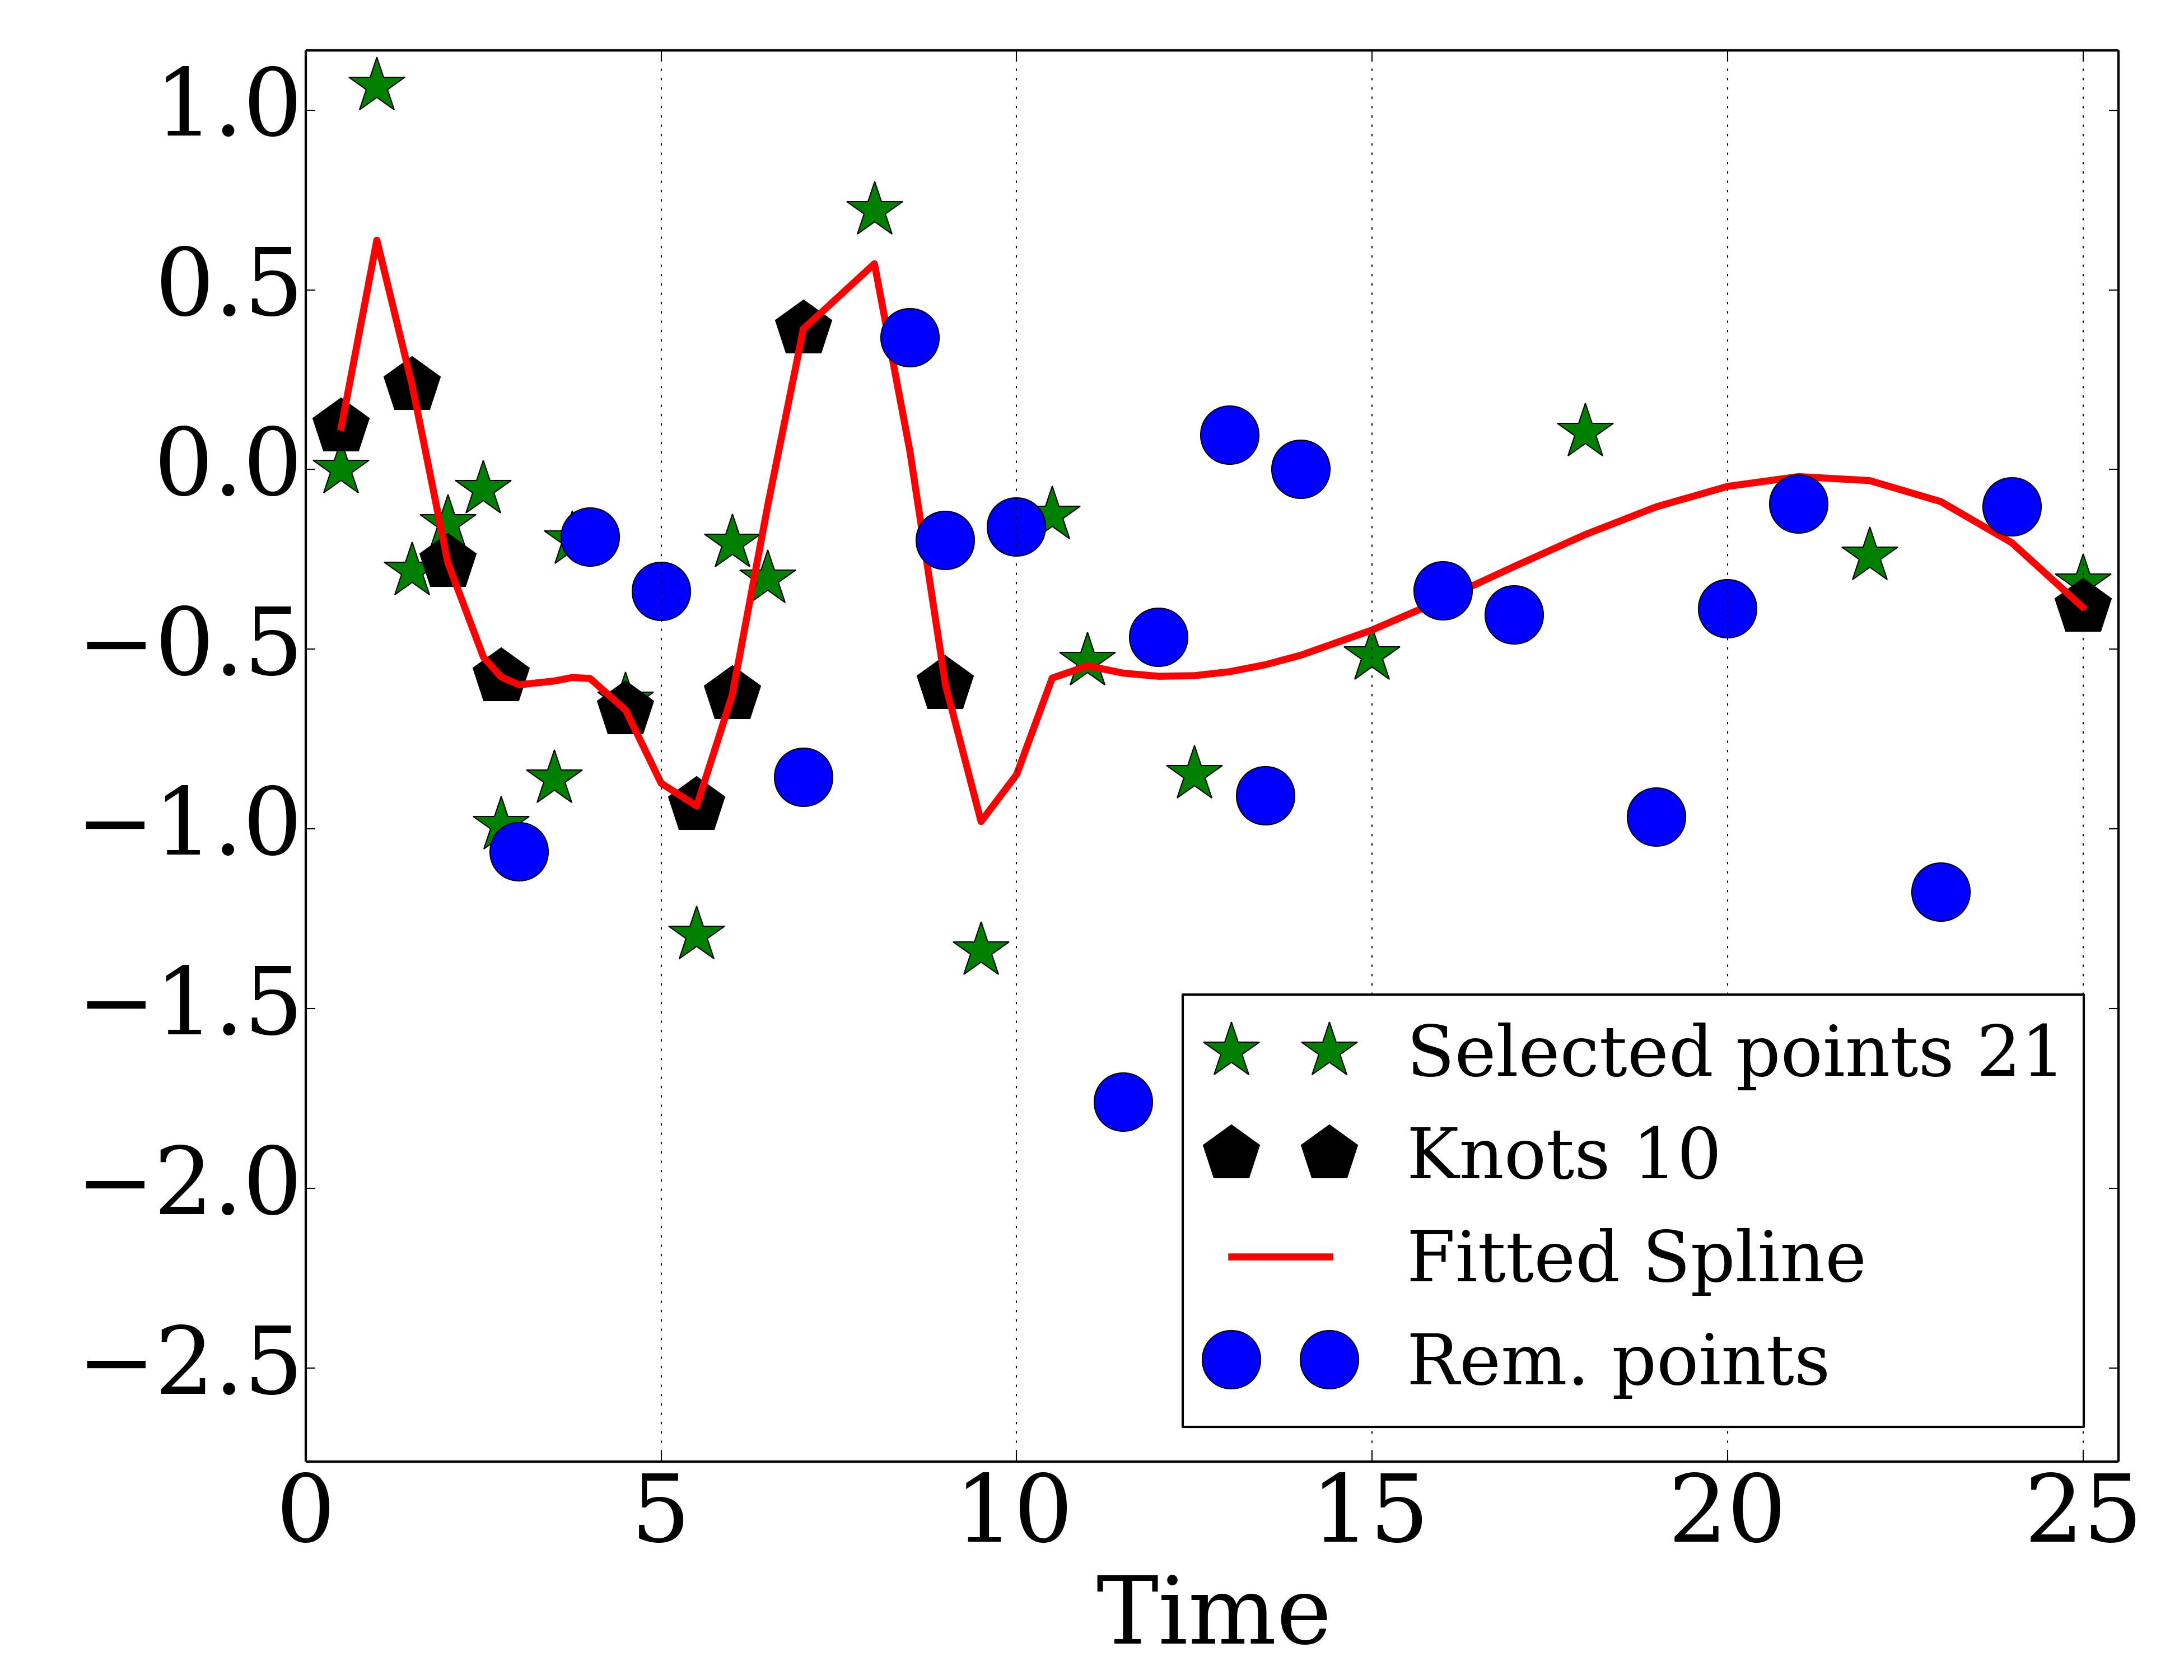 1.0
0.5
0.0
−0.5
−1.0
−1.5
−2.0
−2.5
Selected points 21
Knots 10
Fitted Spline
Rem. points
0 5 10 15 20 25
Time